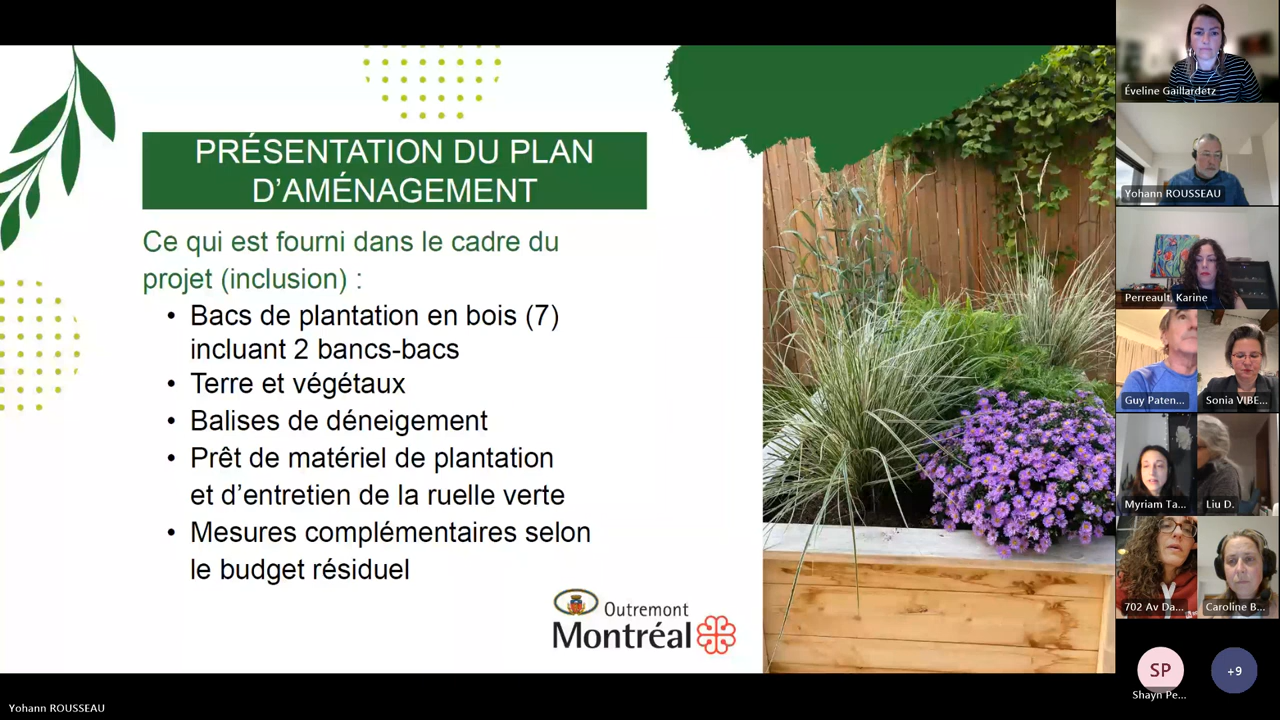 PRÉSENTATION DU PLAN
D'AMÉNAGEMENT
Ce qui est fourni dans le cadre du
projet (inclusion) :
• Bacs de plantation en bois (7)
incluant 2 bancs-bacs
• Terre et végétaux
• Balises de déneigement
• Prêt de matériel de plantation
et d'entretien de la ruelle verte
• Mesures complémentaires selon
le budget résiduel
Outremont
Montréal
Éveline Gaillardetz
Yohann ROUSSEAU
Perreault, Karine
Guy Paten...
Sonia VIBE...
Myriam Ta...
Liu D.
702 Av Da...
Caroline B...
SP
Shayn Pe...
+9
Yohann ROUSSEAU